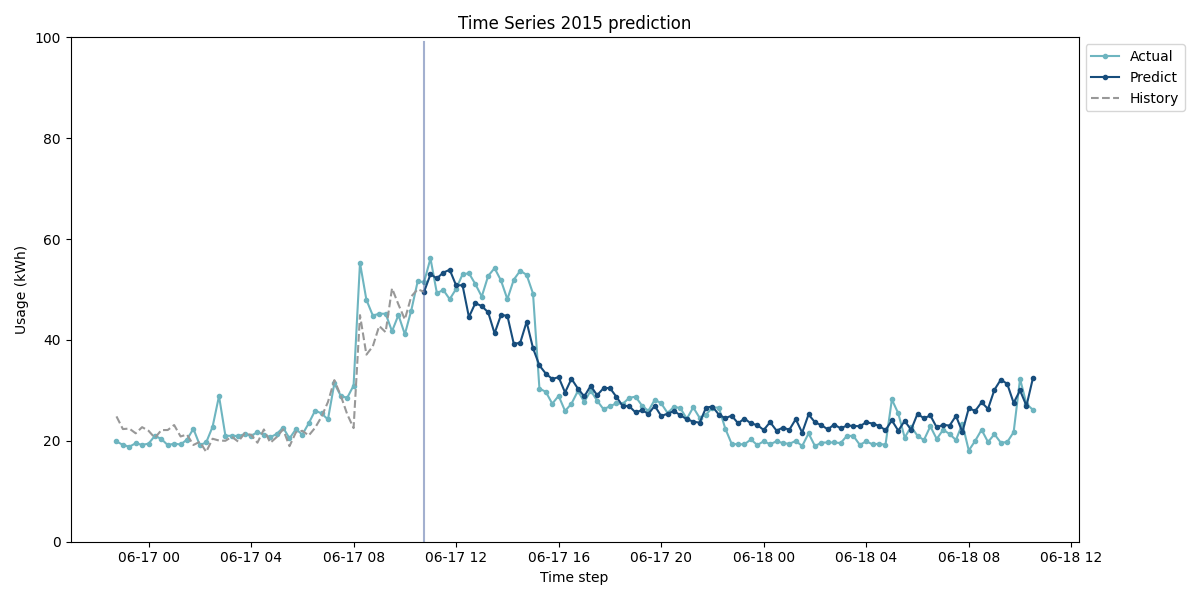 Time Series 2015 prediction
100
80
60
40
20
0
Usage (kWh)
06-17 00
06-17 04
06-17 08
06-17 12
06-17 16
06-17 20
06-18 00
06-18 04
06-18 08
06-18 12
Time step
Actual
Predict
History